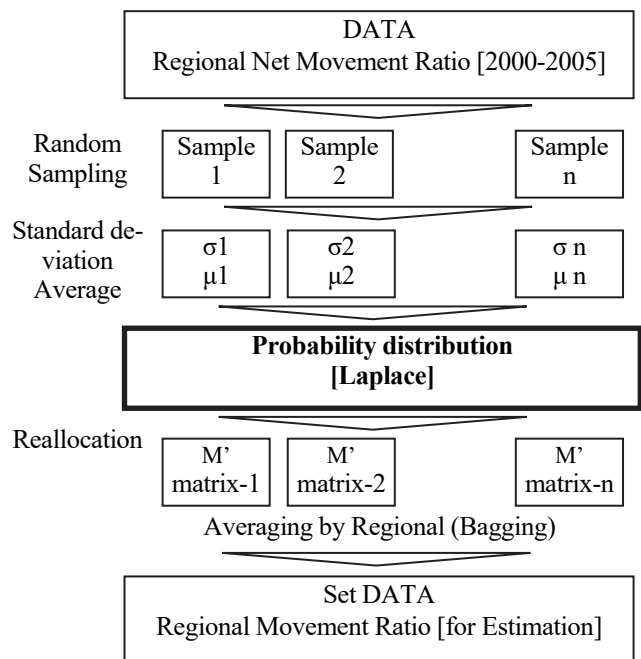 DATA
Regional Net Movement Ratio [2000-2005]
Random
Sampling
Sample
1
Sample
2
Sample
n
Standard de-
viation
Average
σ1
μ1
σ2
μ2
σ n
μ n
Probability distribution
[Laplace]
Reallocation
M’
matrix-1
M’
matrix-2
M’
matrix-n
Averaging by Regional (Bagging)
Set DATA
Regional Movement Ratio [for Estimation]